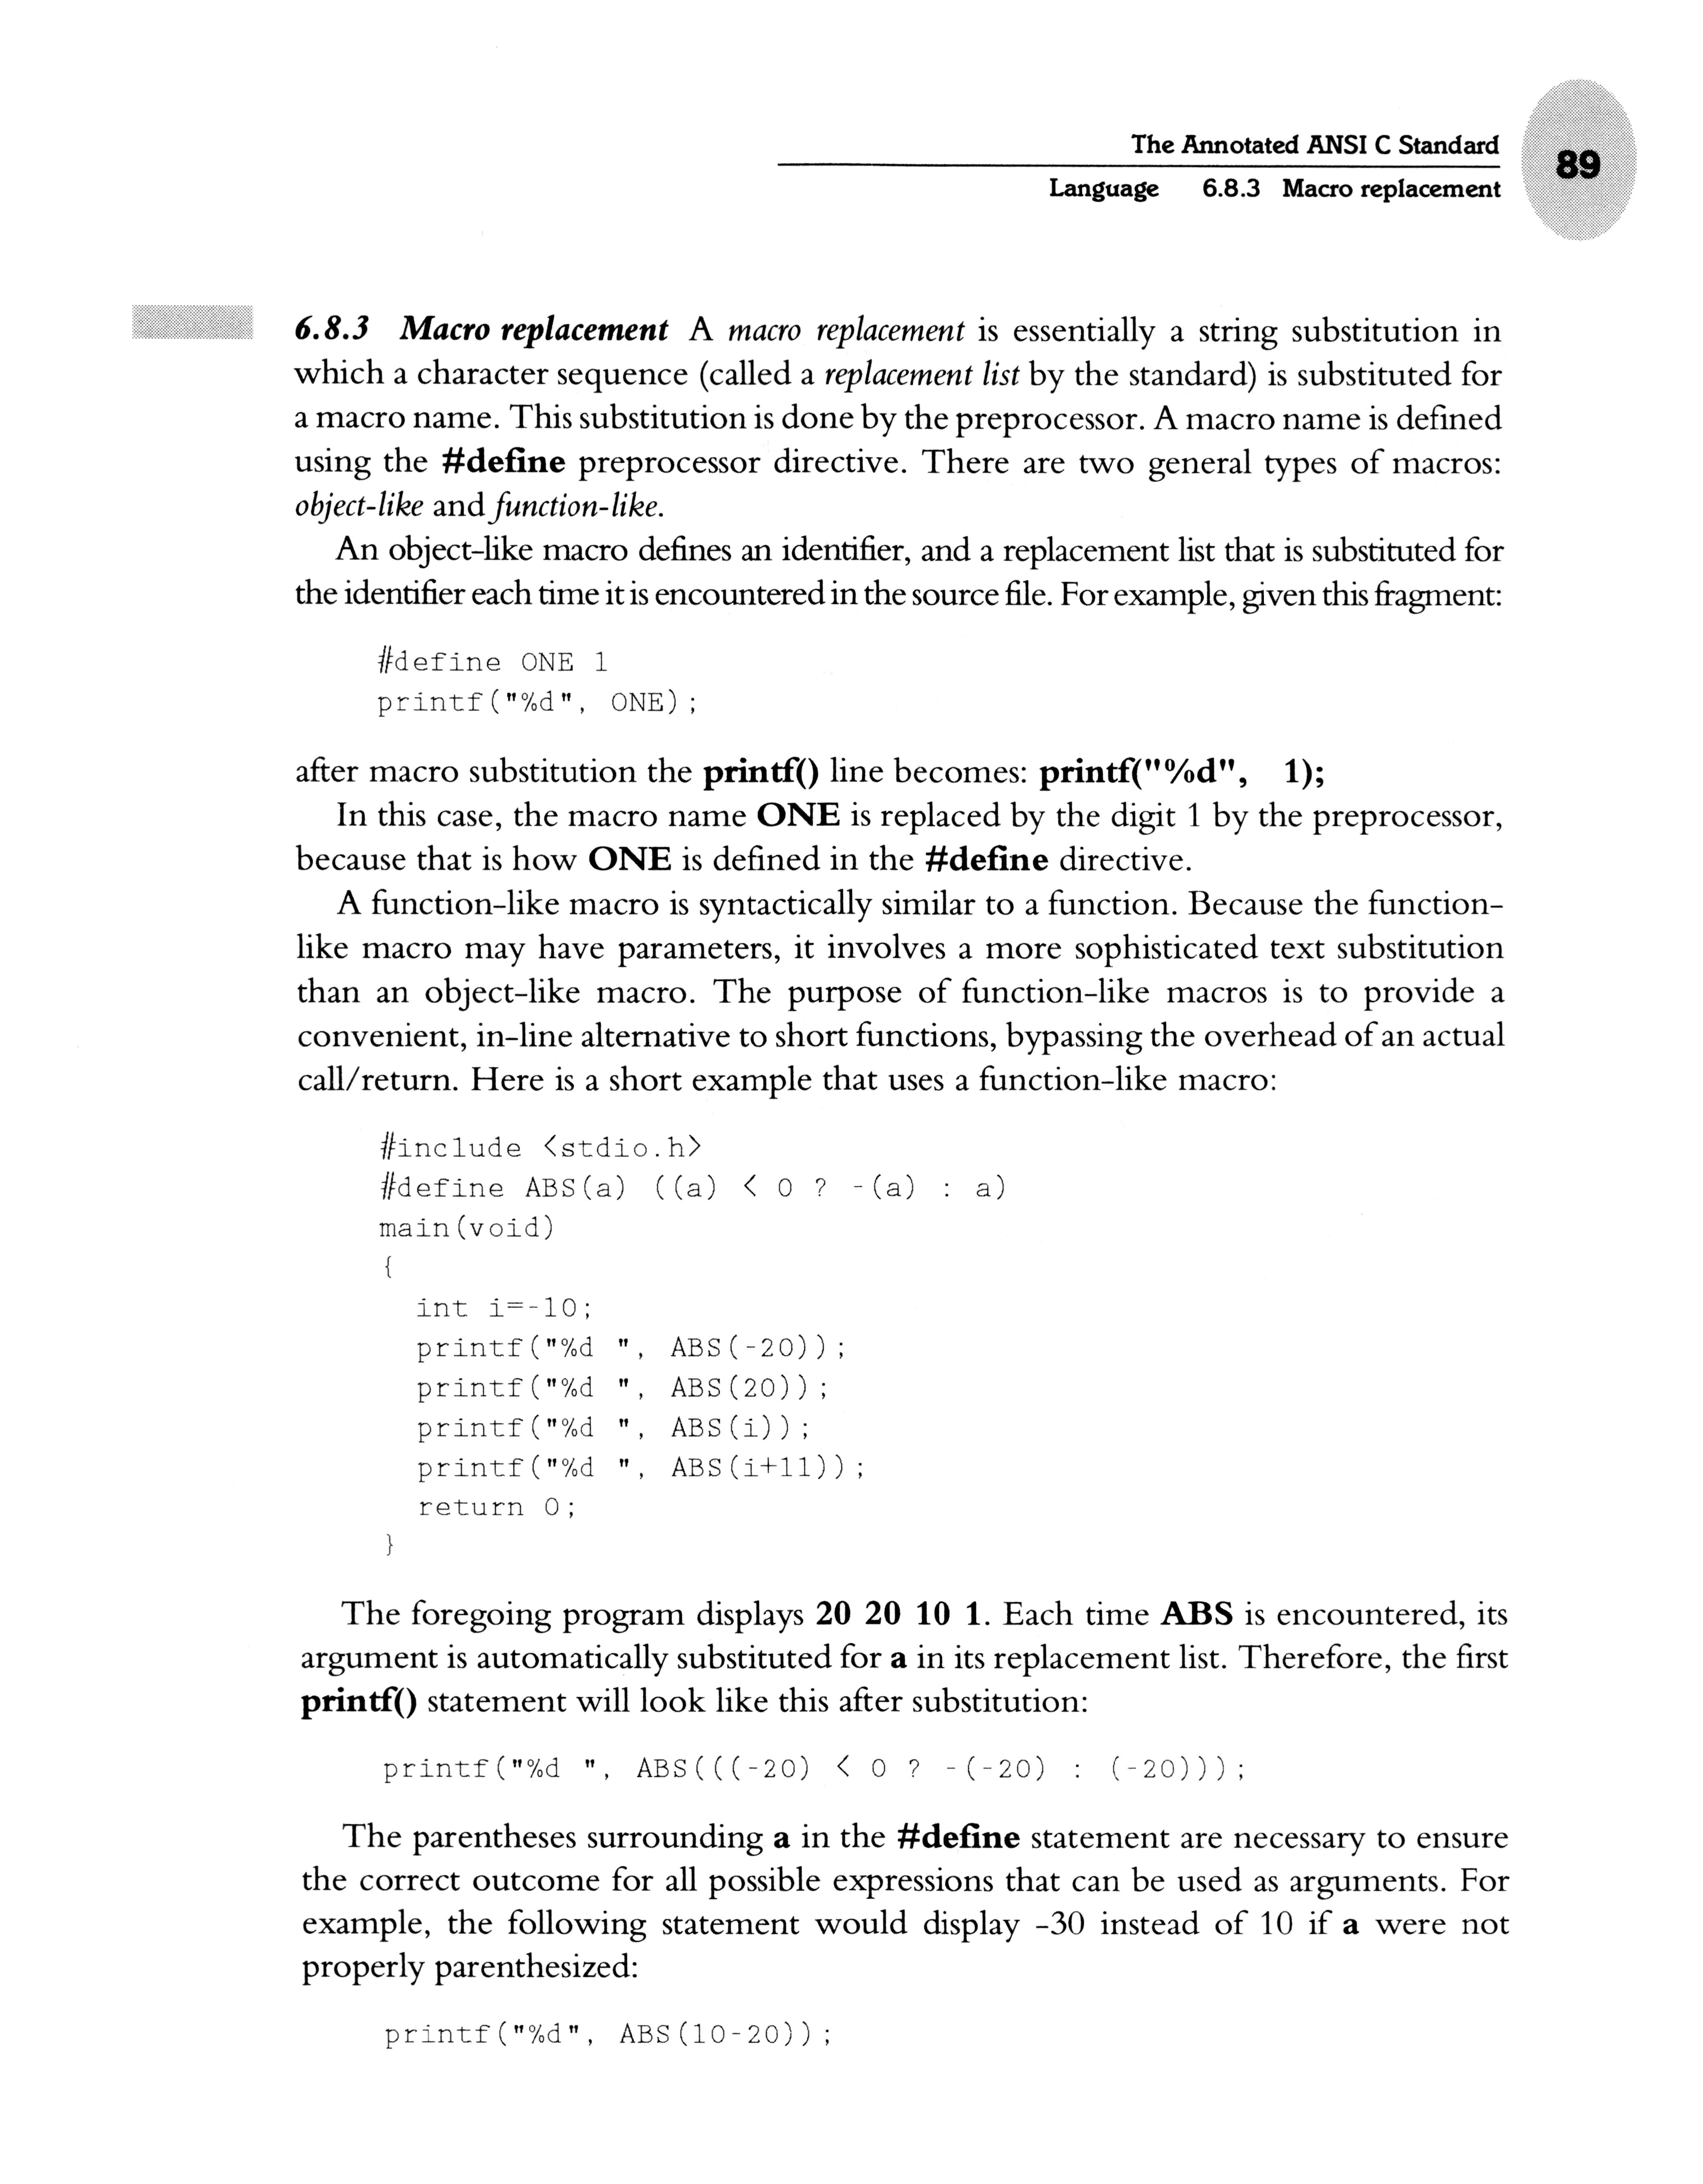 The Annotated ANSI C Standard
89
Language 6.8.3 Macro replacement
6.8.3 Macro replacement A macro replacement is essentially a string substitution in
which a character sequence (called a replacement list by the standard) is substituted for
a macro name. This substitution is done by the preprocessor. A macro name is defined
using the #define preprocessor directive. There are two general types of macros:
object-like and function-like.
An object-like macro defines an identifier, and a replacement list that is substituted for
the identifier each time it is encountered in the source file. For example, given this fragment:
#define ONE 1
printf("%d", ONE);
after macro substitution the printf() line becomes: printf("%d", 1);
In this case, the macro name ONE is replaced by the digit 1 by the preprocessor,
because that is how ONE is defined in the #define directive.
A function-like macro is syntactically similar to a function. Because the function-
like macro may have parameters, it involves a more sophisticated text substitution
than an object-like macro. The purpose of function-like macros is to provide a
convenient, in-line alternative to short functions, bypassing the overhead of an actual
call/return. Here is a short example that uses a function-like macro:
#include <stdio.h>
#define ABS(a) ((a) < 0 ? -(a) : a)
main(void)
{
int i=-10;
printf("%d ", ABS(-20));
printf("%d ", ABS(20));
printf("%d ", ABS(i));
printf("%d ", ABS(i+11));
return 0;
}
The foregoing program displays 20 20 10 1. Each time ABS is encountered, its
argument is automatically substituted for a in its replacement list. Therefore, the first
printf() statement will look like this after substitution:
printf("%d ", ABS(((-20) < 0 ? -(-20) : (-20)));
The parentheses surrounding a in the #define statement are necessary to ensure
the correct outcome for all possible expressions that can be used as arguments. For
example, the following statement would display -30 instead of 10 if a were not
properly parenthesized:
printf("%d", ABS(10-20));